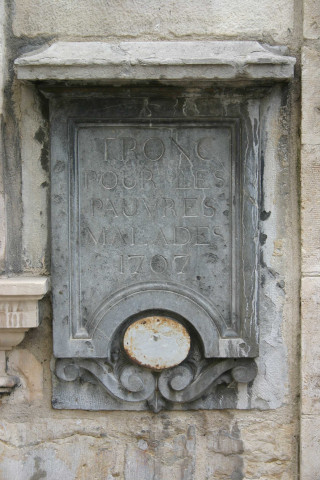 TRONC
POUR LES
PAUVRES
MALADES
1707